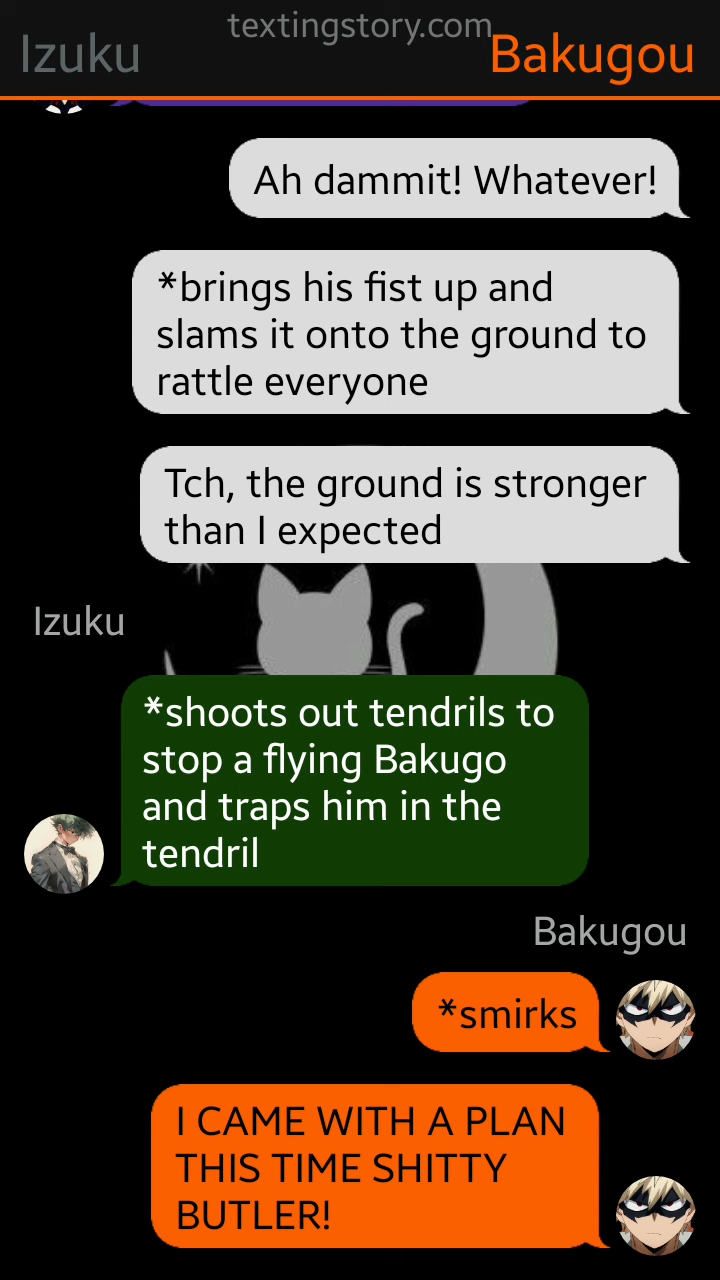 textingstory.com
Izuku
Bakugou
Ah dammit! Whatever!
*brings his fist up and
slams it onto the ground to
rattle everyone
Tch, the ground is stronger
than I expected
Izuku
*shoots out tendrils to
stop a flying Bakugo
and traps him in the
tendril
Bakugou
*smirks
I CAME WITH A PLAN
THIS TIME SHITTY
BUTLER!